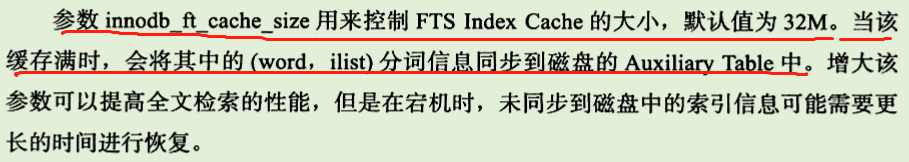 参数 innodb_ft_cache_size 用来控制 FTS Index Cache 的大小，默认值为 32M。当该
缓存满时，会将其中的 (word，ilist) 分词信息同步到磁盘的 Auxiliary Table 中。增大该
参数可以提高全文检索的性能，但是在宕机时，未同步到磁盘中的索引信息可能需要更
长的时间进行恢复。